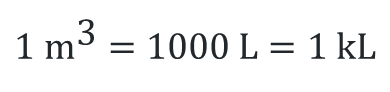 1 m³ = 1000 L = 1 kL